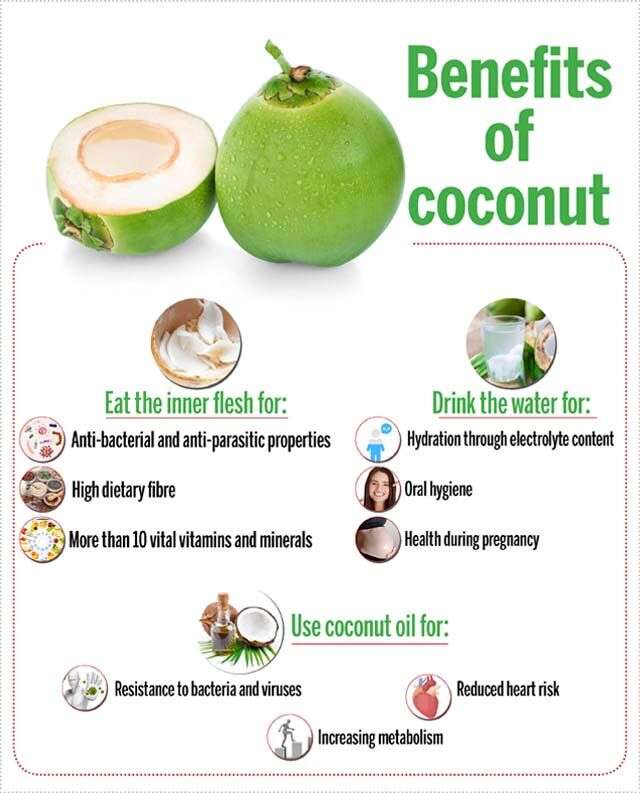 Benefits
of
coconut
Eat the inner flesh for:
Anti-bacterial and anti-parasitic properties
High dietary fibre
More than 10 vital vitamins and minerals
Drink the water for:
Hydration through electrolyte content
Oral hygiene
Health during pregnancy
Use coconut oil for:
Resistance to bacteria and viruses
Reduced heart risk
Increasing metabolism